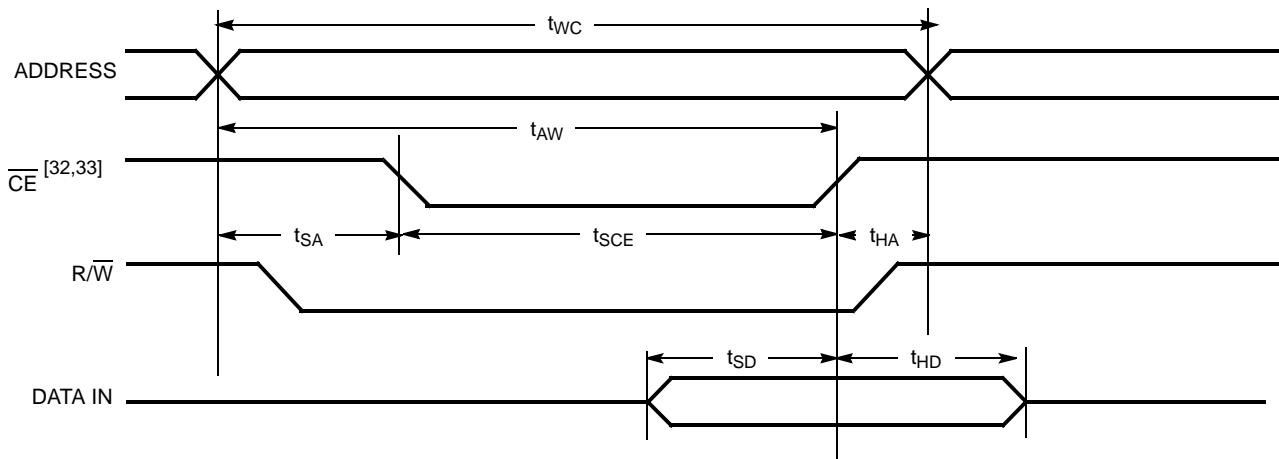 tWC
ADDRESS
tAW
CE [32,33]
tSA tSCE tHA
R/W
tSD tHD
DATA IN